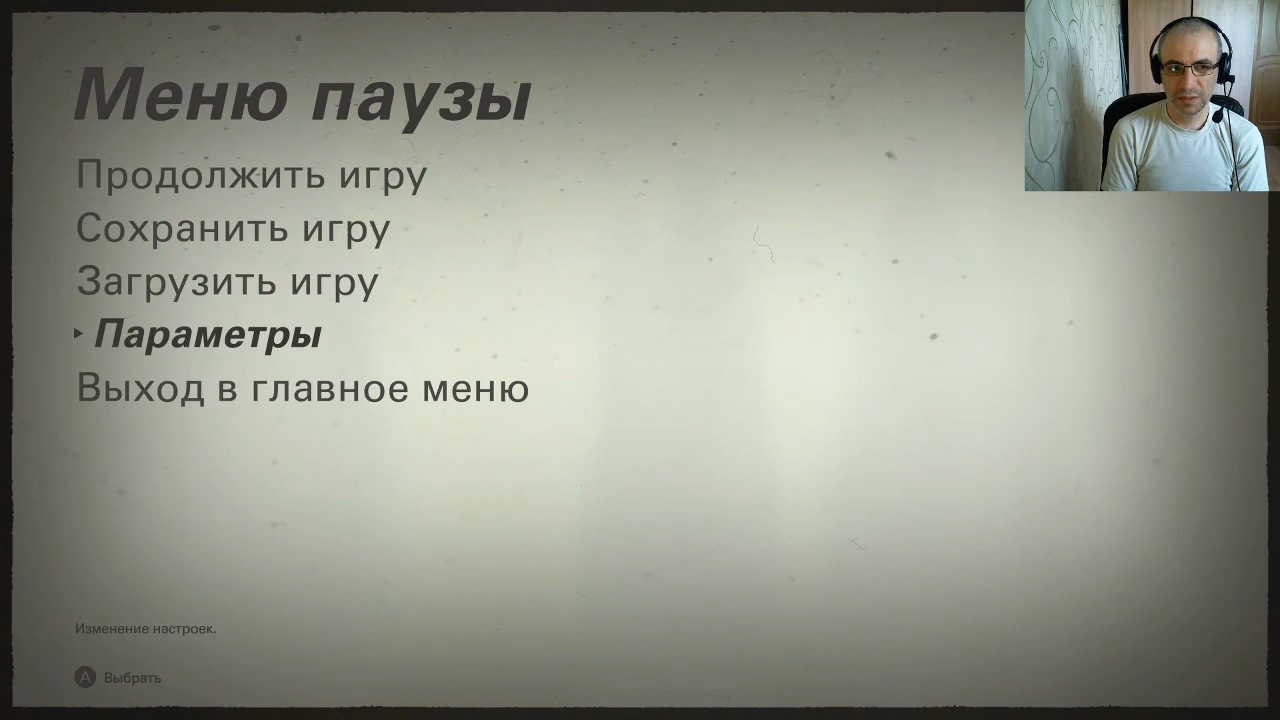 Меню паузы
Продолжить игру
Сохранить игру
Загрузить игру
Параметры
Выход в главное меню
Изменение настроек.
A Выбрать